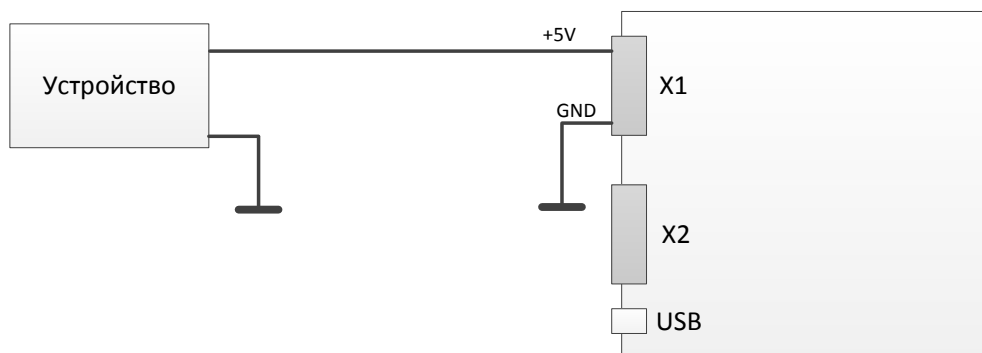 +5V
Устройство
X1
GND
X2
USB